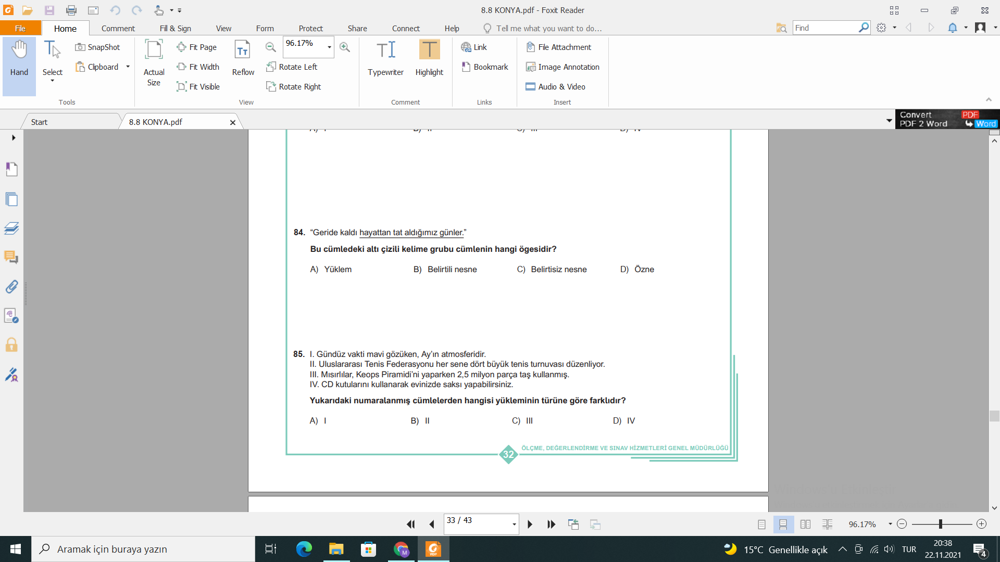 8.8 KONYA.pdf - Foxit Reader
File Home Comment Fill & Sign View Form Protect Share Connect Help Tell me what you want to do... Find
Hand
Select
SnapShot
Clipboard
Tools
Actual Size
Fit Page
Fit Width
Fit Visible
Reflow
96.17%
Rotate Left
Rotate Right
View
Typewriter
Highlight
Comment
Link
Bookmark
Links
File Attachment
Image Annotation
Audio & Video
Insert
Start
8.8 KONYA.pdf
Convert PDF
PDF 2 Word Word
A) I B) II C) III D) IV
84. “Geride kaldı hayattan tat aldığımız günler.”
Bu cümledeki altı çizili kelime grubu cümlenin hangi ögesidir?
A) Yüklem B) Belirtili nesne C) Belirtisiz nesne D) Özne
85. I. Gündüz vakti mavi gözüken, Ay’ın atmosferidir.
II. Uluslararası Tenis Federasyonu her sene dört büyük tenis turnuvası düzenliyor.
III. Mısırlılar, Keops Piramidi’ni yaparken 2,5 milyon parça taş kullanmış.
IV. CD kutularını kullanarak evinizde saksı yapabilirsiniz.
Yukarıdaki numaralanmış cümlelerden hangisi yükleminin türüne göre farklıdır?
A) I B) II C) III D) IV
ÖLÇME, DEĞERLENDİRME VE SINAV HİZMETLERİ GENEL MÜDÜRLÜĞÜ
32
33 / 43
96.17%
Aramak için buraya yazın
15°C Genellikle açık
TUR
20:38
22.11.2021
4